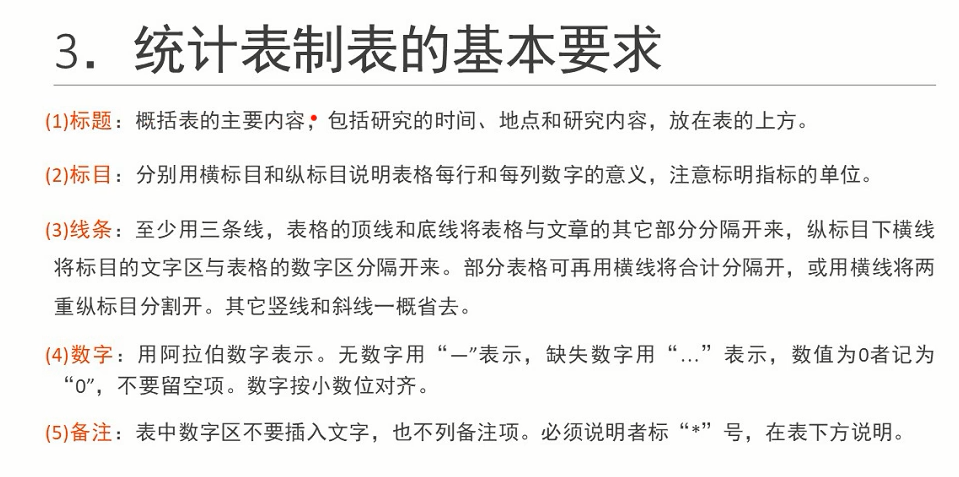 3．统计表制表的基本要求
(1)标题：概括表的主要内容，包括研究的时间、地点和研究内容，放在表的上方。
(2)标目：分别用横标目和纵标目说明表格每行和每列数字的意义，注意标明指标的单位。
(3)线条：至少用三条线，表格的顶线和底线将表格与文章的其它部分分隔开来，纵标目下横线
将标目的文字区与表格的数字区分隔开来。部分表格可再用横线将合计分隔开，或用横线将两
重纵标目分割开。其它竖线和斜线一概省去。
(4)数字：用阿拉伯数字表示。无数字用“—”表示，缺失数字用“…”表示，数值为0者记为
“0”，不要留空项。数字按小数位对齐。
(5)备注：表中数字区不要插入文字，也不列备注项。必须说明者标“*”号，在表下方说明。